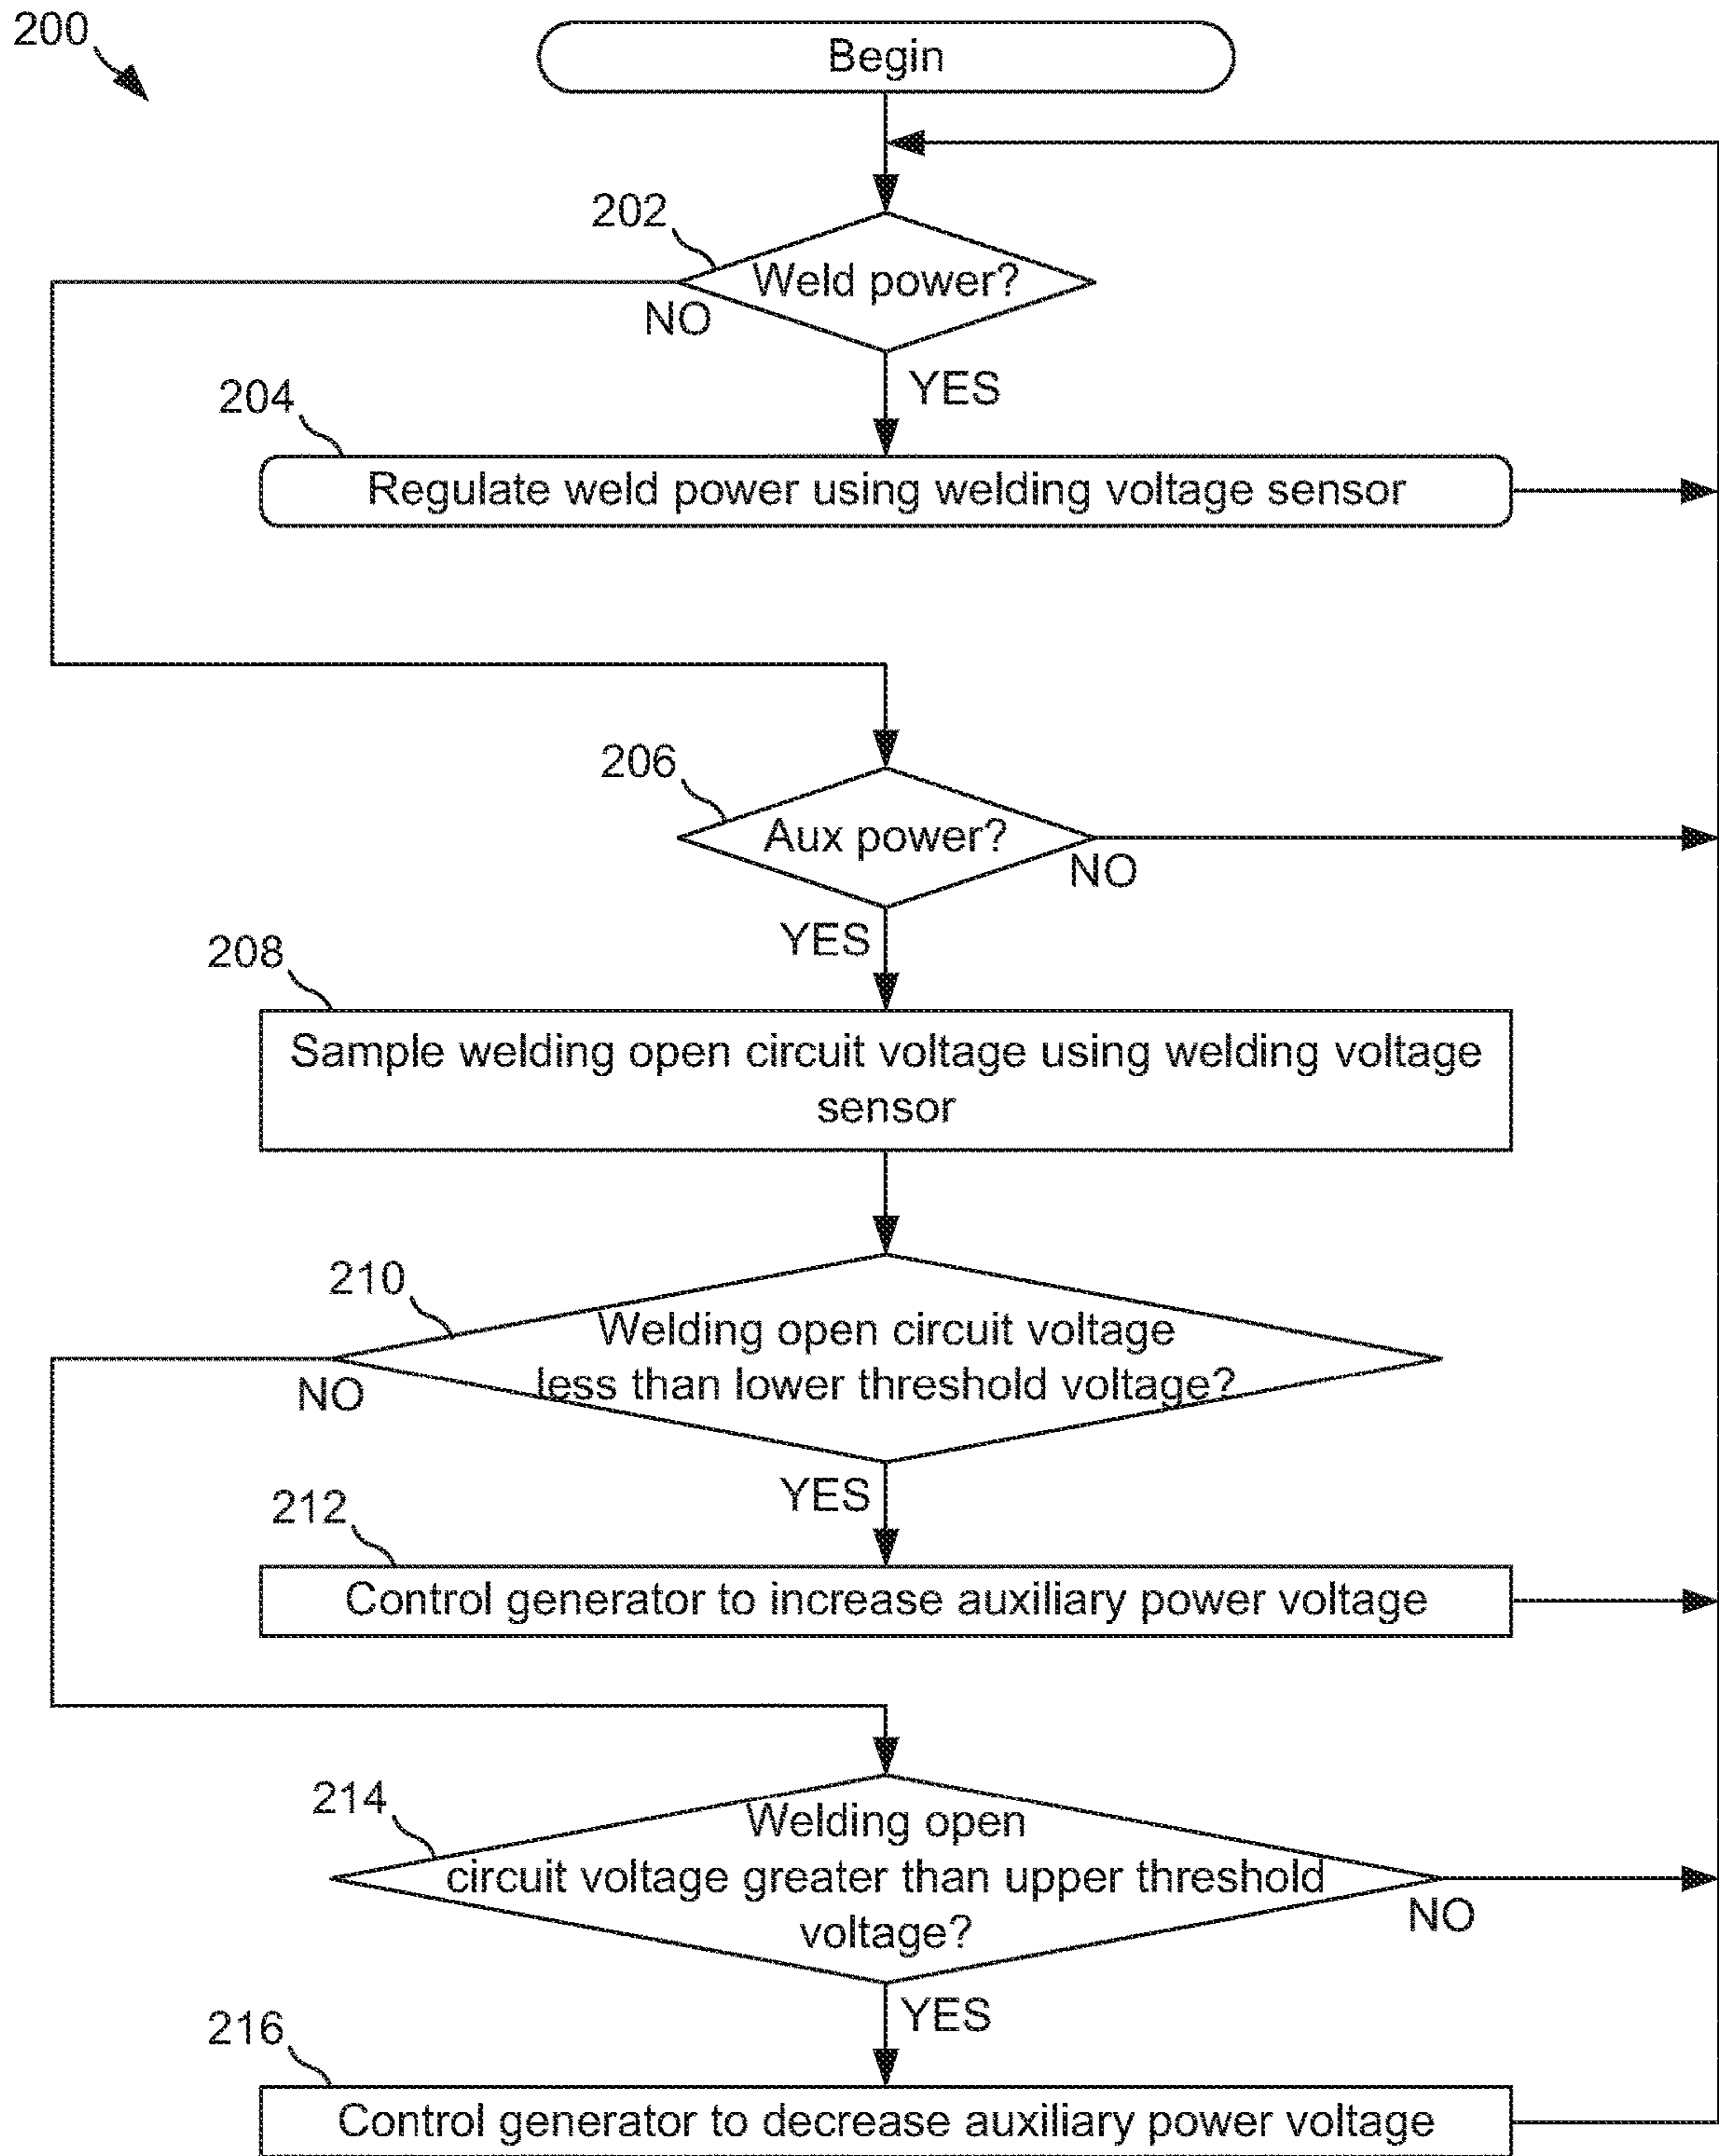 200
Begin
202
Weld power?
NO
YES
204
Regulate weld power using welding voltage sensor
206
Aux power?
NO
YES
208
Sample welding open circuit voltage using welding voltage
sensor
210
Welding open circuit voltage
less than lower threshold voltage?
NO
YES
212
Control generator to increase auxiliary power voltage
214
Welding open
circuit voltage greater than upper threshold
voltage?
NO
YES
216
Control generator to decrease auxiliary power voltage